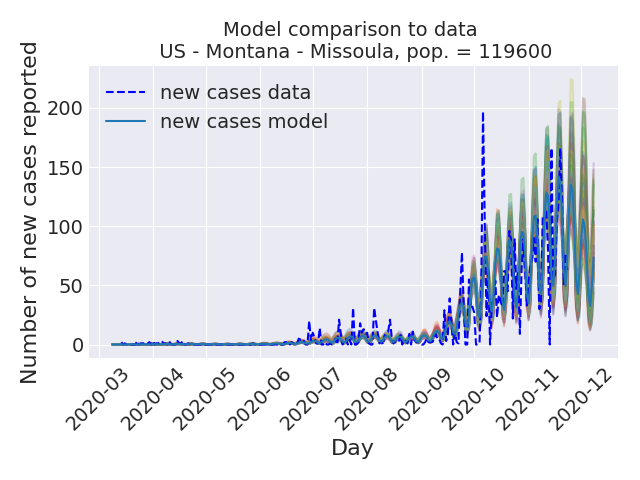 Model comparison to data
US - Montana - Missoula, pop. = 119600
Number of new cases reported
200
150
100
50
0
new cases data
new cases model
2020-03
2020-04
2020-05
2020-06
2020-07
2020-08
2020-09
2020-10
2020-11
2020-12
Day